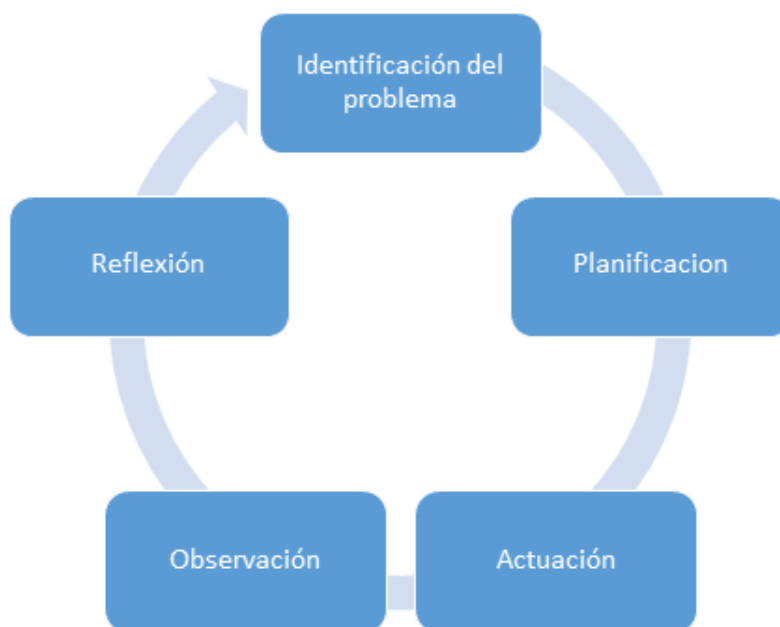 Identificación del
problema
Planificacion
Actuación
Observación
Reflexión